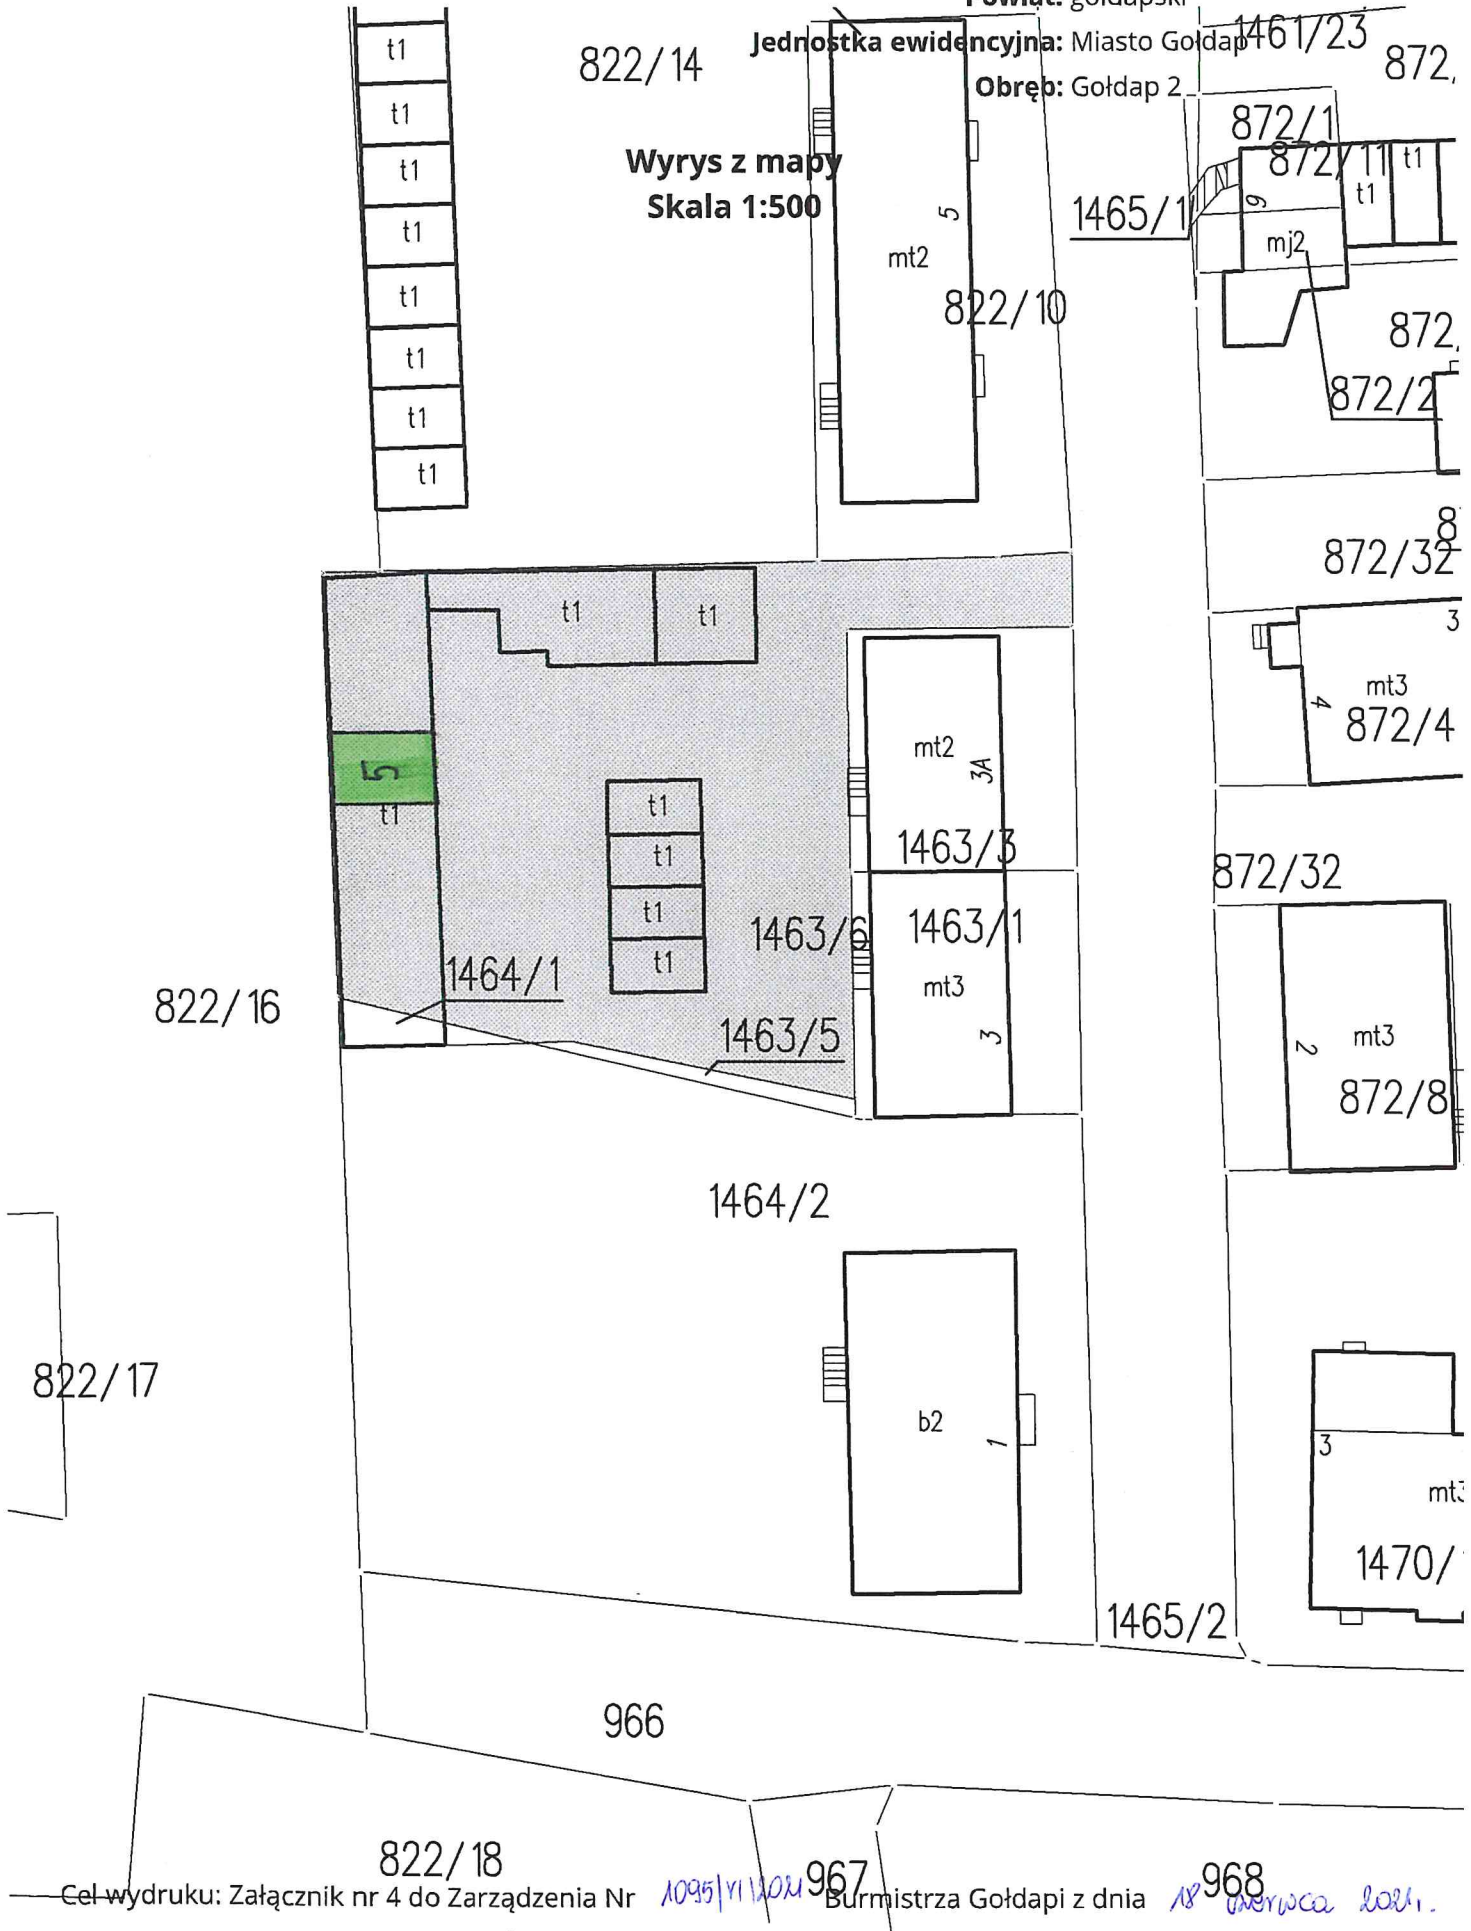 Powiat: gołdapski
Jednostka ewidencyjna: Miasto Gołdap
Obręb: Gołdap 2
Wyrys z mapy
Skala 1:500
822/14
1461/23
872,
872/1
872/11
t1
t1
t1
t1
t1
t1
t1
t1
t1
t1
5
mt2
822/10
1465/1
6
mj2
t1
t1
872,
872/2
8
872/32
3
mt3
4
872/4
t1
t1
5
t1
mt2
3A
t1
t1
t1
t1
1463/3
1463/6
1463/1
mt3
3
872/32
1464/1
822/16
1463/5
2
mt3
872/8
1464/2
822/17
b2
1
3
mt3
1470/
1465/2
966
822/18
967
968
Cel wydruku: Załącznik nr 4 do Zarządzenia Nr 1095/VI/2021 Burmistrza Gołdapi z dnia 18 czerwca 2021.